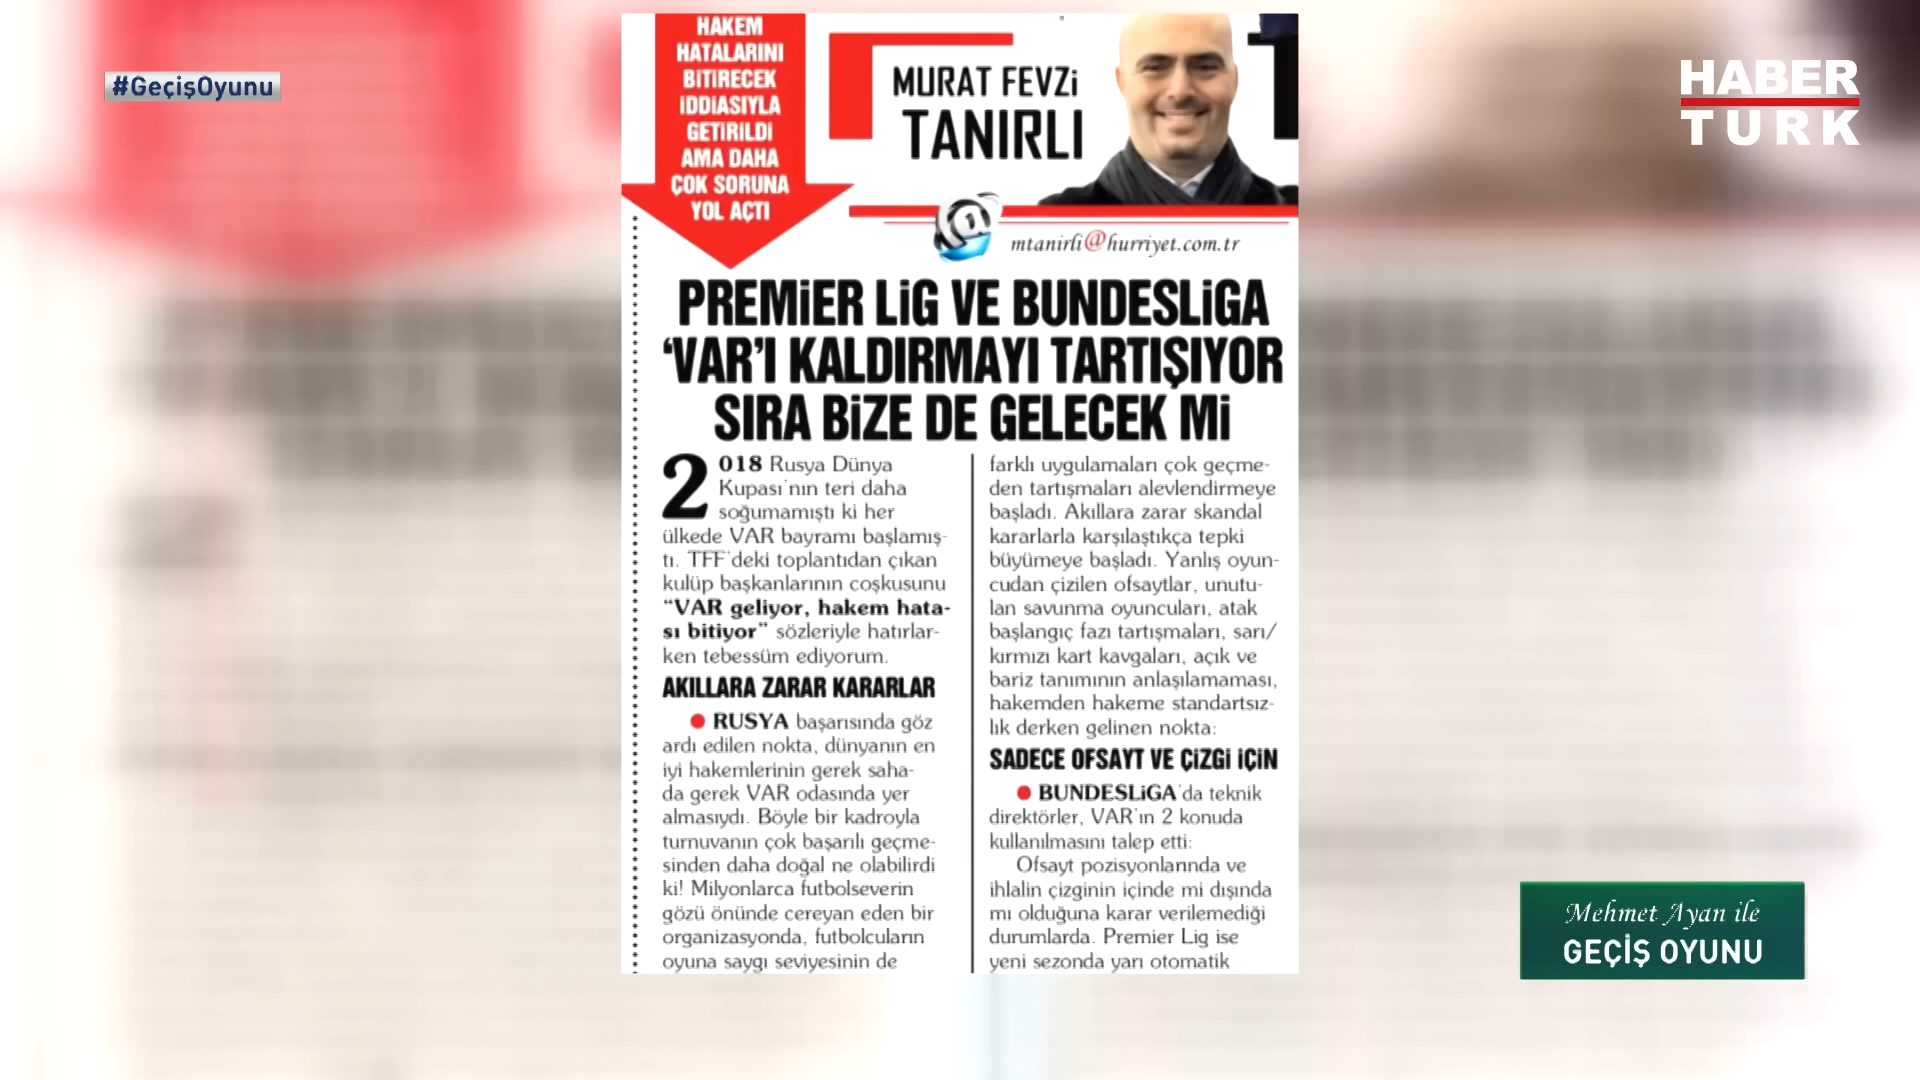 #GeçişOyunu
HABER
TURK
HAKEM
HATALARINI
BİTİRECEK
İDDİASIYLA
GETİRİLDİ
AMA DAHA
ÇOK SORUNA
YOL AÇTI
MURAT FEVZİ
TANIRLI
mtanirli@hurriyet.com.tr
PREMİER LİG VE BUNDESLİGA
‘VAR’I KALDIRMAYI TARTIŞIYOR
SIRA BİZE DE GELECEK Mİ
2018 Rusya Dünya
Kupası’nın teri daha
soğumamıştı ki her
ülkede VAR bayramı başlamış-
tı. TFF’deki toplantıdan çıkan
kulüp başkanlarının coşkusunu
“VAR geliyor, hakem hata-
sı bitiyor” sözleriyle hatırlar-
ken tebessüm ediyorum.
AKILLARA ZARAR KARARLAR
● RUSYA başarısında göz
ardı edilen nokta, dünyanın en
iyi hakemlerinin gerek saha-
da gerek VAR odasında yer
almasıydı. Böyle bir kadroyla
turnuvanın çok başarılı geçme-
sinden daha doğal ne olabilirdi
ki! Milyonlarca futbolseverin
gözü önünde cereyan eden bir
organizasyonda, futbolcuların
oyuna saygı seviyesinin de
farklı uygulamaları çok geçme-
den tartışmaları alevlendirmeye
başladı. Akıllara zarar skandal
kararlarla karşılaştıkça tepki
büyümeye başladı. Yanlış oyun-
cudan çizilen ofsaytlar, unutu-
lan savunma oyuncuları, atak
başlangıç fazı tartışmaları, sarı/
kırmızı kart kavgaları, açık ve
bariz tanımının anlaşılamaması,
hakemden hakeme standartsız-
lık derken gelinen nokta:
SADECE OFSAYT VE ÇİZGİ İÇİN
● BUNDESLİGA’da teknik
direktörler, VAR’ın 2 konuda
kullanılmasını talep etti:
Ofsayt pozisyonlarında ve
ihlalin çizginin içinde mi dışında
mı olduğuna karar verilemediği
durumlarda. Premier Lig ise
yeni sezonda yarı otomatik
Mehmet Ayan ile
GEÇİŞ OYUNU